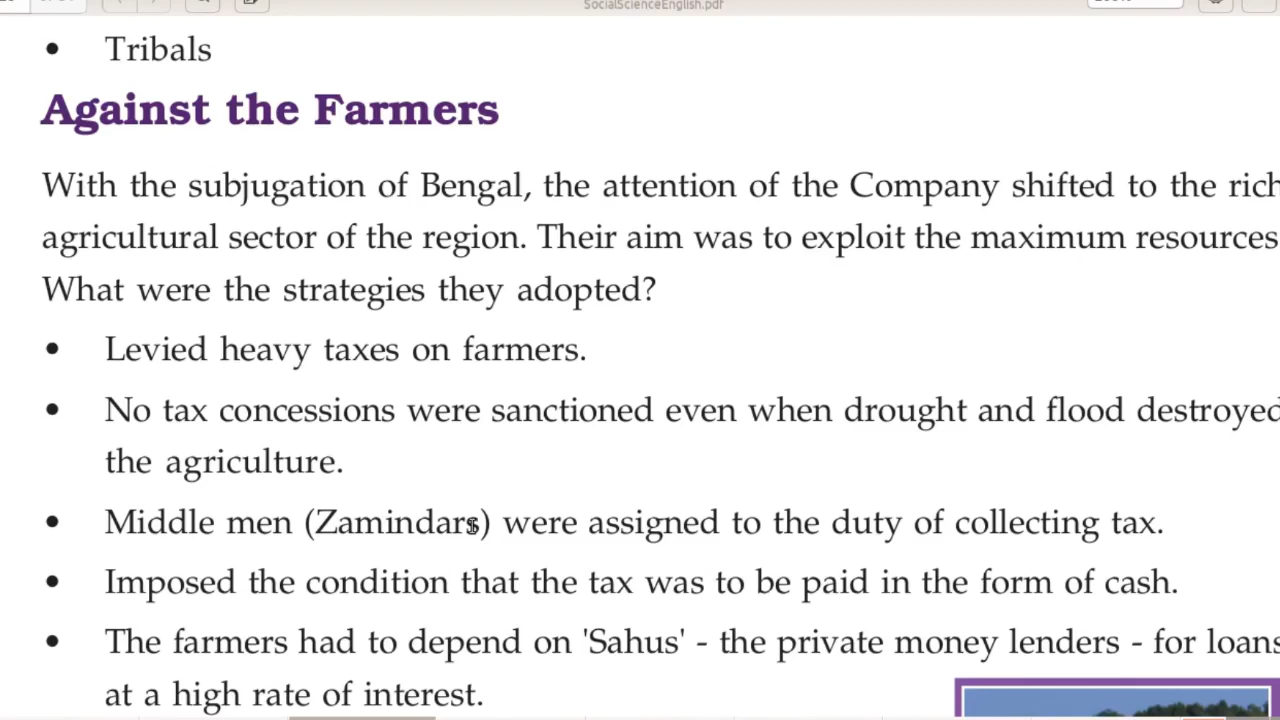 SocialScienceEnglish.pdf
• Tribals
Against the Farmers
With the subjugation of Bengal, the attention of the Company shifted to the rich
agricultural sector of the region. Their aim was to exploit the maximum resources
What were the strategies they adopted?
• Levied heavy taxes on farmers.
• No tax concessions were sanctioned even when drought and flood destroyed
the agriculture.
• Middle men (Zamindars) were assigned to the duty of collecting tax.
• Imposed the condition that the tax was to be paid in the form of cash.
• The farmers had to depend on 'Sahus' - the private money lenders - for loans
at a high rate of interest.